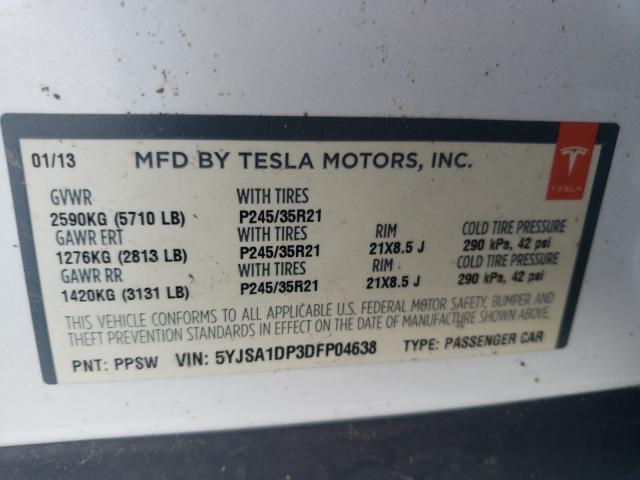 01/13 MFD BY TESLA MOTORS, INC.
TESLA
GVWR WITH TIRES
2590KG (5710 LB) P245/35R21
GAWR FRT WITH TIRES RIM COLD TIRE PRESSURE
1276KG (2813 LB) P245/35R21 21X8.5 J 290 kPa, 42 psi
GAWR RR WITH TIRES RIM COLD TIRE PRESSURE
1420KG (3131 LB) P245/35R21 21X8.5 J 290 kPa, 42 psi
THIS VEHICLE CONFORMS TO ALL APPLICABLE U.S. FEDERAL MOTOR SAFETY, BUMPER AND
THEFT PREVENTION STANDARDS IN EFFECT ON THE DATE OF MANUFACTURE SHOWN ABOVE.
PNT: PPSW VIN: 5YJSA1DP3DFP04638 TYPE: PASSENGER CAR